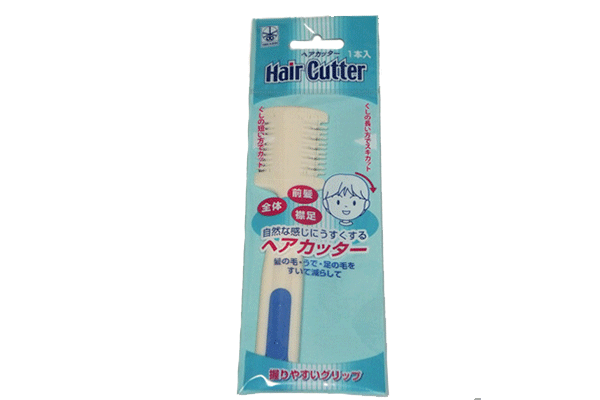 ヘアカッター 1本入
Hair Cutter
くしの短い方でカット
くしの長い方でスキカット
前髪
全体
襟足
自然な感じにうすくする
ヘアカッター
髪の毛・うで・足の毛を
すいて減らして
握りやすいグリップ